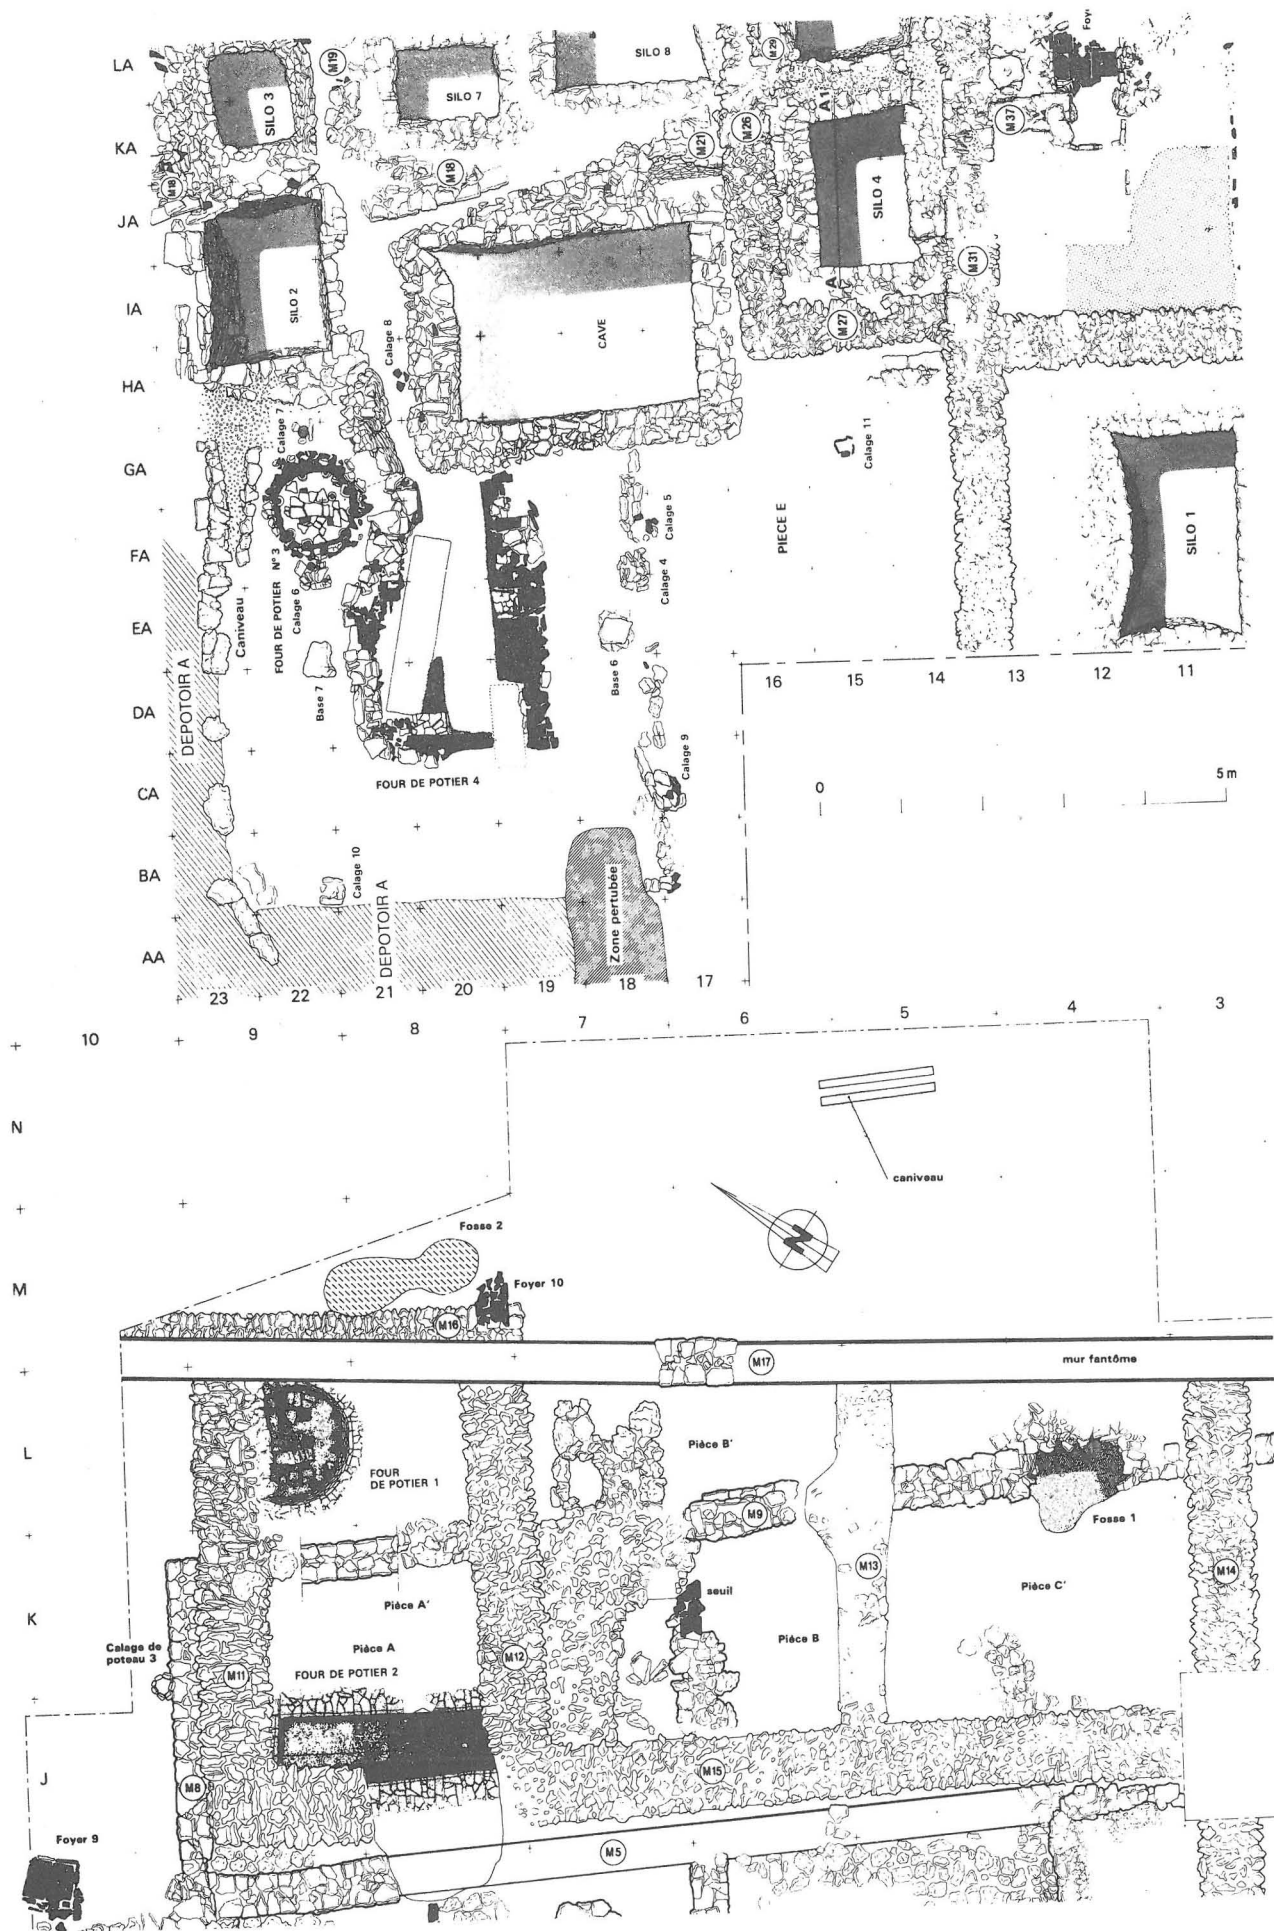 LA
KA
JA
IA
HA
GA
FA
EA
DA
CA
BA
AA
SILO 3
M19
SILO 7
SILO 8
M29
M18
M18
M21
M26
A1
SILO 4
M37
SILO 2
Calage 8
CAVE
A
M27
M31
Calage 7
Calage 11
Calage 5
PIECE E
SILO 1
FOUR DE POTIER N° 3
Calage 6
Calage 4
Caniveau
Base 7
Base 6
DEPOTOIR A
FOUR DE POTIER 4
Calage 9
Calage 10
DEPOTOIR A
Zone pertubée
16 15 14 13 12 11
0 5 m
23 22 21 20 19 18 17
10 9 8 7 6 5 4 3
N
M
L
K
J
caniveau
N
Fosse 2
Foyer 10
M16
M17
mur fantôme
FOUR
DE POTIER 1
Pièce B'
M9
Fosse 1
M13
M14
Pièce A'
seuil
Pièce C'
Pièce B
Calage de
poteau 3
Pièce A
M11
FOUR DE POTIER 2
M12
M8
M15
Foyer 9
M5